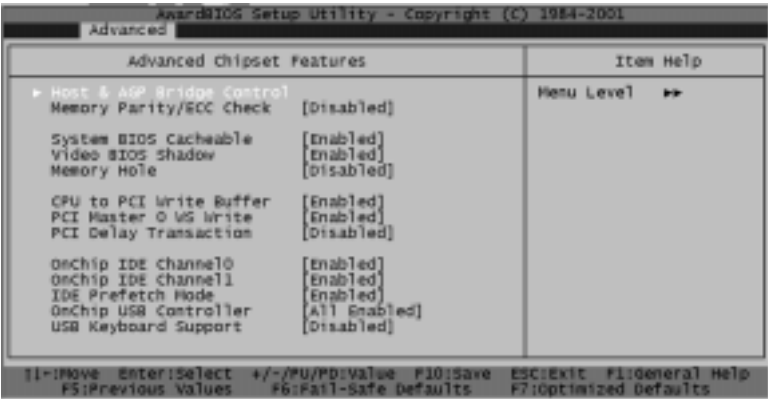 AwardBIOS Setup Utility - Copyright (C) 1984-2001
Advanced
Advanced Chipset Features
Item Help
▶ Host & AGP Bridge Control
Menu Level ▶▶
Memory Parity/ECC Check [Disabled]
System BIOS Cacheable [Enabled]
Video BIOS Shadow [Enabled]
Memory Hole [Disabled]
CPU to PCI Write Buffer [Enabled]
PCI Master 0 WS Write [Enabled]
PCI Delay Transaction [Disabled]
OnChip IDE Channel0 [Enabled]
OnChip IDE Channel1 [Enabled]
IDE Prefetch Mode [Enabled]
OnChip USB Controller [All Enabled]
USB Keyboard Support [Disabled]
:Move Enter:Select +/-/PU/PD:Value F10:Save ESC:Exit F1:General Help
F5:Previous Values F6:Fail-Safe Defaults F7:Optimized Defaults